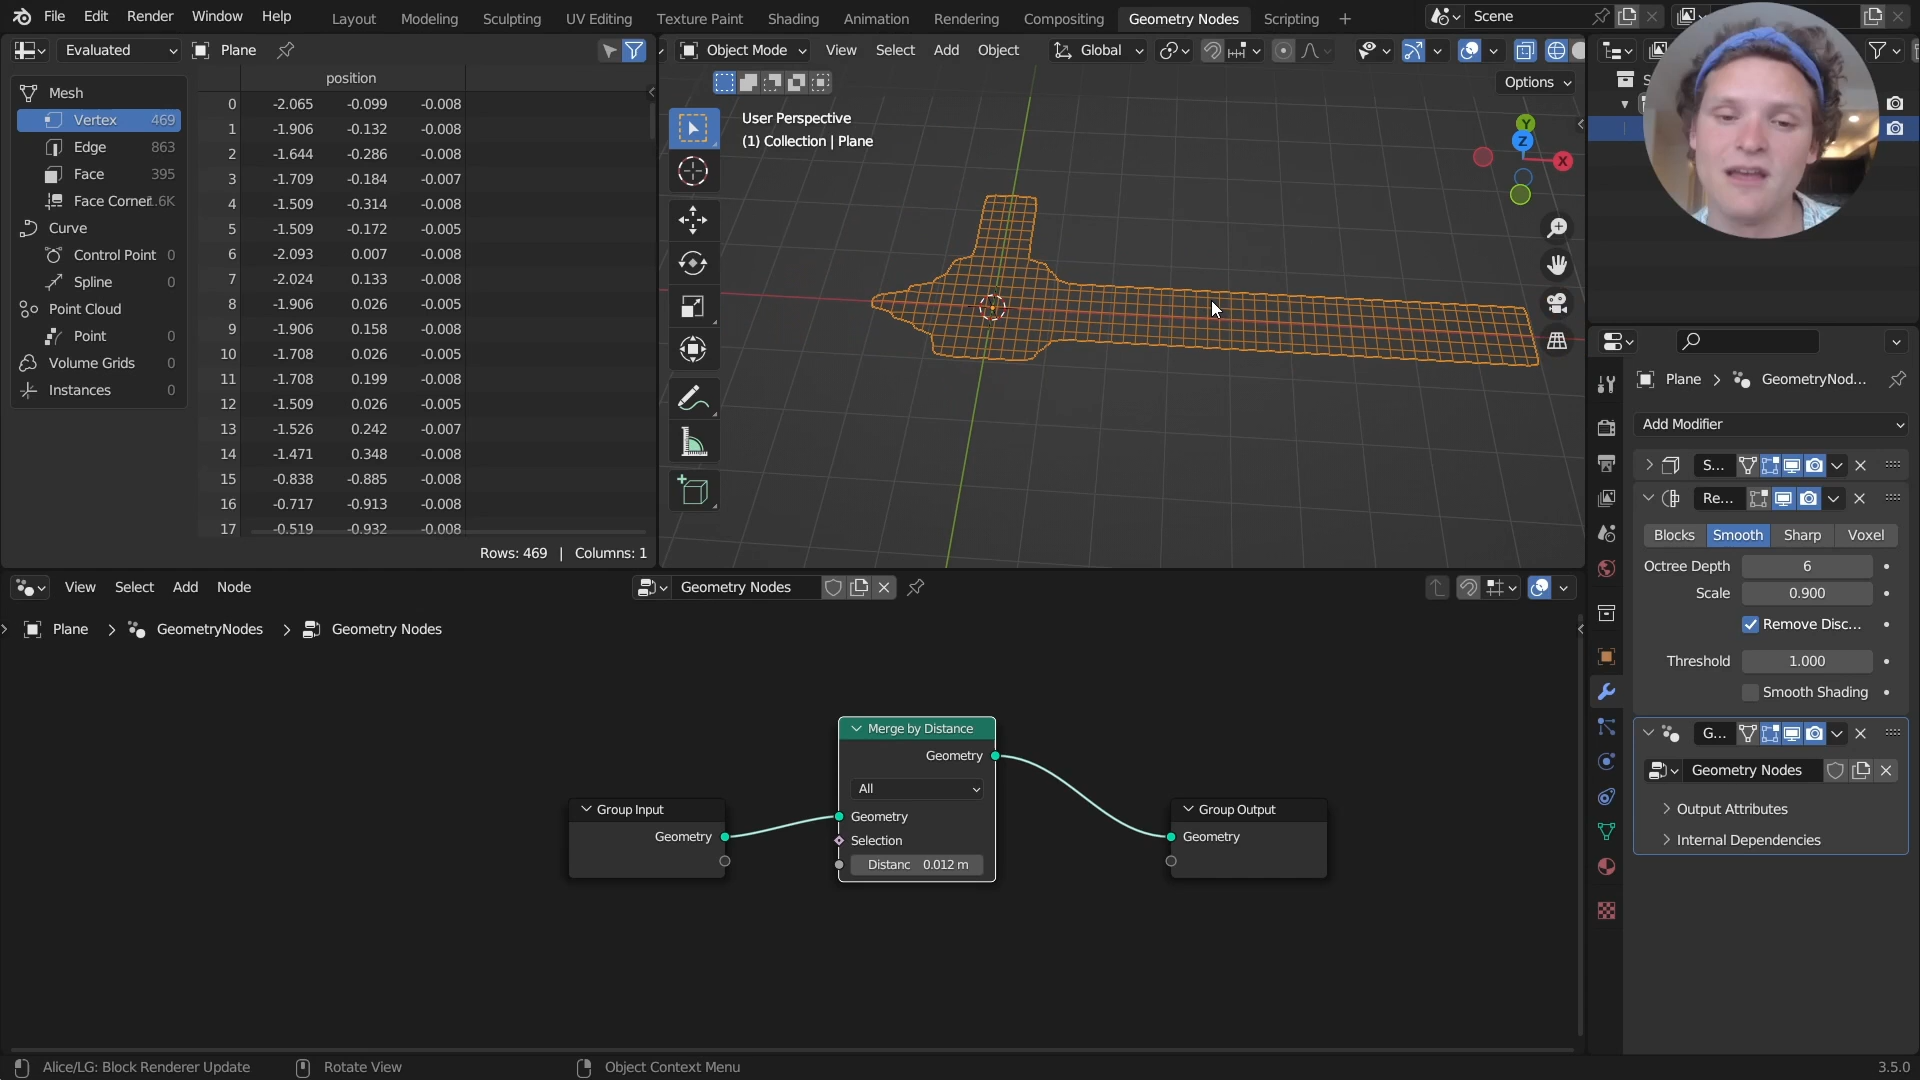 File Edit Render Window Help
Layout Modeling Sculpting UV Editing Texture Paint Shading Animation Rendering Compositing Geometry Nodes Scripting
Scene
Evaluated
Plane
Object Mode View Select Add Object
Global
Options
position
Mesh
Vertex 469
Edge 863
Face 395
Face Corner 1.6K
Curve
Control Point 0
Spline 0
Point Cloud
Point 0
Volume Grids 0
Instances 0
0 -2.065 -0.099 -0.008
1 -1.906 -0.132 -0.008
2 -1.644 -0.286 -0.008
3 -1.709 -0.184 -0.007
4 -1.509 -0.314 -0.008
5 -1.509 -0.172 -0.005
6 -2.093 0.007 -0.008
7 -2.024 0.133 -0.008
8 -1.906 0.026 -0.005
9 -1.906 0.158 -0.008
10 -1.708 0.026 -0.005
11 -1.708 0.199 -0.008
12 -1.509 0.026 -0.005
13 -1.526 0.242 -0.007
14 -1.471 0.348 -0.008
15 -0.838 -0.885 -0.008
16 -0.717 -0.913 -0.008
17 -0.519 -0.932 -0.008
Rows: 469 | Columns: 1
User Perspective
(1) Collection | Plane
Y
Z
X
Plane > GeometryNod...
Add Modifier
S...
Re...
Blocks Smooth Sharp Voxel
Octree Depth 6
Scale 0.900
Remove Disc...
Threshold 1.000
Smooth Shading
G...
Geometry Nodes
Output Attributes
Internal Dependencies
View Select Add Node
Geometry Nodes
Plane > GeometryNodes > Geometry Nodes
Merge by Distance
Geometry
All
Geometry
Selection
Distanc 0.012 m
Group Input
Geometry
Group Output
Geometry
Alice/LG: Block Renderer Update
Rotate View
Object Context Menu
3.5.0